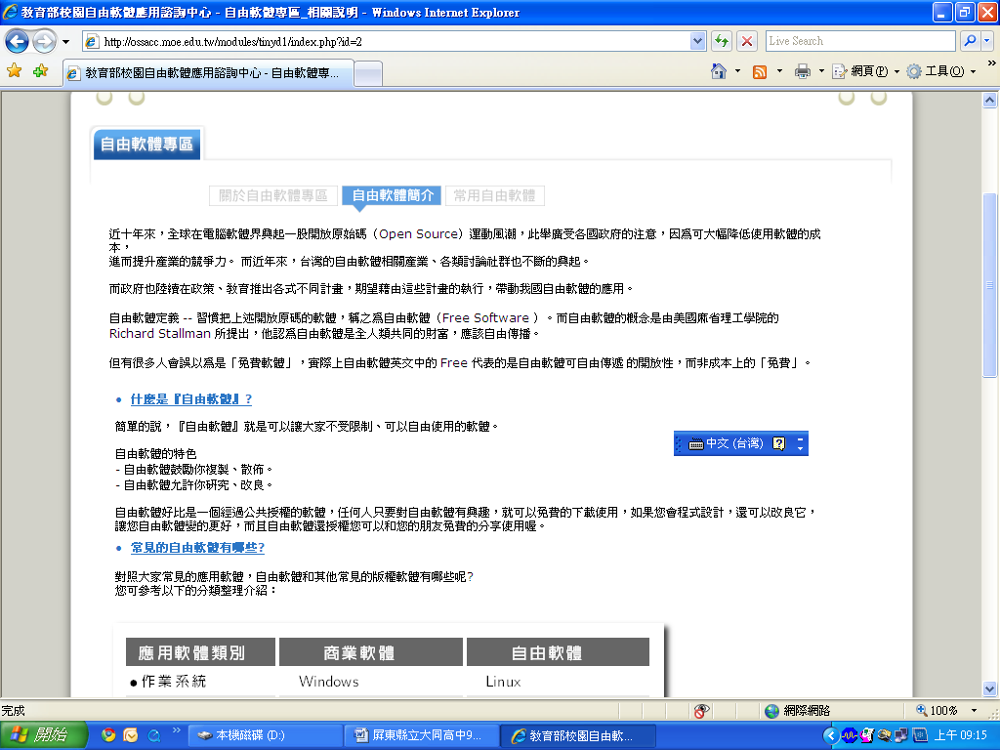 教育部校園自由軟體應用諮詢中心 - 自由軟體專區_相關說明 - Windows Internet Explorer
http://ossacc.moe.edu.tw/modules/tinyd1/index.php?id=2
Live Search
教育部校園自由軟體應用諮詢中心 - 自由軟體專...
網頁(P)
工具(O)
自由軟體專區
關於自由軟體專區
自由軟體簡介
常用自由軟體
近十年來，全球在電腦軟體界興起一股開放原始碼（Open Source）運動風潮，此舉廣受各國政府的注意，因為可大幅降低使用軟體的成
本，
進而提升產業的競爭力。 而近年來，台灣的自由軟體相關產業、各類討論社群也不斷的興起。
而政府也陸續在政策、教育推出各式不同計畫，期望藉由這些計畫的執行，帶動我國自由軟體的應用。
自由軟體定義 -- 習慣把上述開放原碼的軟體，稱之為自由軟體（Free Software ）。而自由軟體的概念是由美國麻省理工學院的
Richard Stallman 所提出，他認為自由軟體是全人類共同的財富，應該自由傳播。
但有很多人會誤以為是「免費軟體」，實際上自由軟體英文中的 Free 代表的是自由軟體可自由傳遞 的開放性，而非成本上的「免費」。
• 什麼是『自由軟體』?
簡單的說，『自由軟體』就是可以讓大家不受限制、可以自由使用的軟體。
中文 (台灣)
自由軟體的特色
- 自由軟體鼓勵你複製、散佈。
- 自由軟體允許你研究、改良。
自由軟體好比是一個經過公共授權的軟體，任何人只要對自由軟體有興趣，就可以免費的下載使用，如果您會程式設計，還可以改良它，
讓您自由軟體變的更好，而且自由軟體還授權您可以和您的朋友免費的分享使用喔。
• 常見的自由軟體有哪些?
對照大家常見的應用軟體，自由軟體和其他常見的版權軟體有哪些呢?
您可參考以下的分類整理介紹：
應用軟體類別 商業軟體 自由軟體
●作業系統 Windows Linux
完成
網際網路
100%
開始
本機磁碟 (D:)
屏東縣立大同高中9...
教育部校園自由軟...
上午 09:15